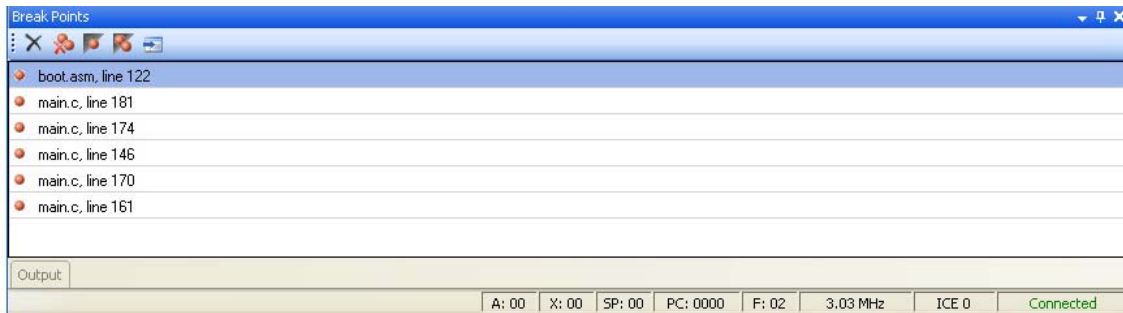 Break Points
boot.asm, line 122
main.c, line 181
main.c, line 174
main.c, line 146
main.c, line 170
main.c, line 161
Output
A: 00 X: 00 SP: 00 PC: 0000 F: 02 3.03 MHz ICE 0 Connected